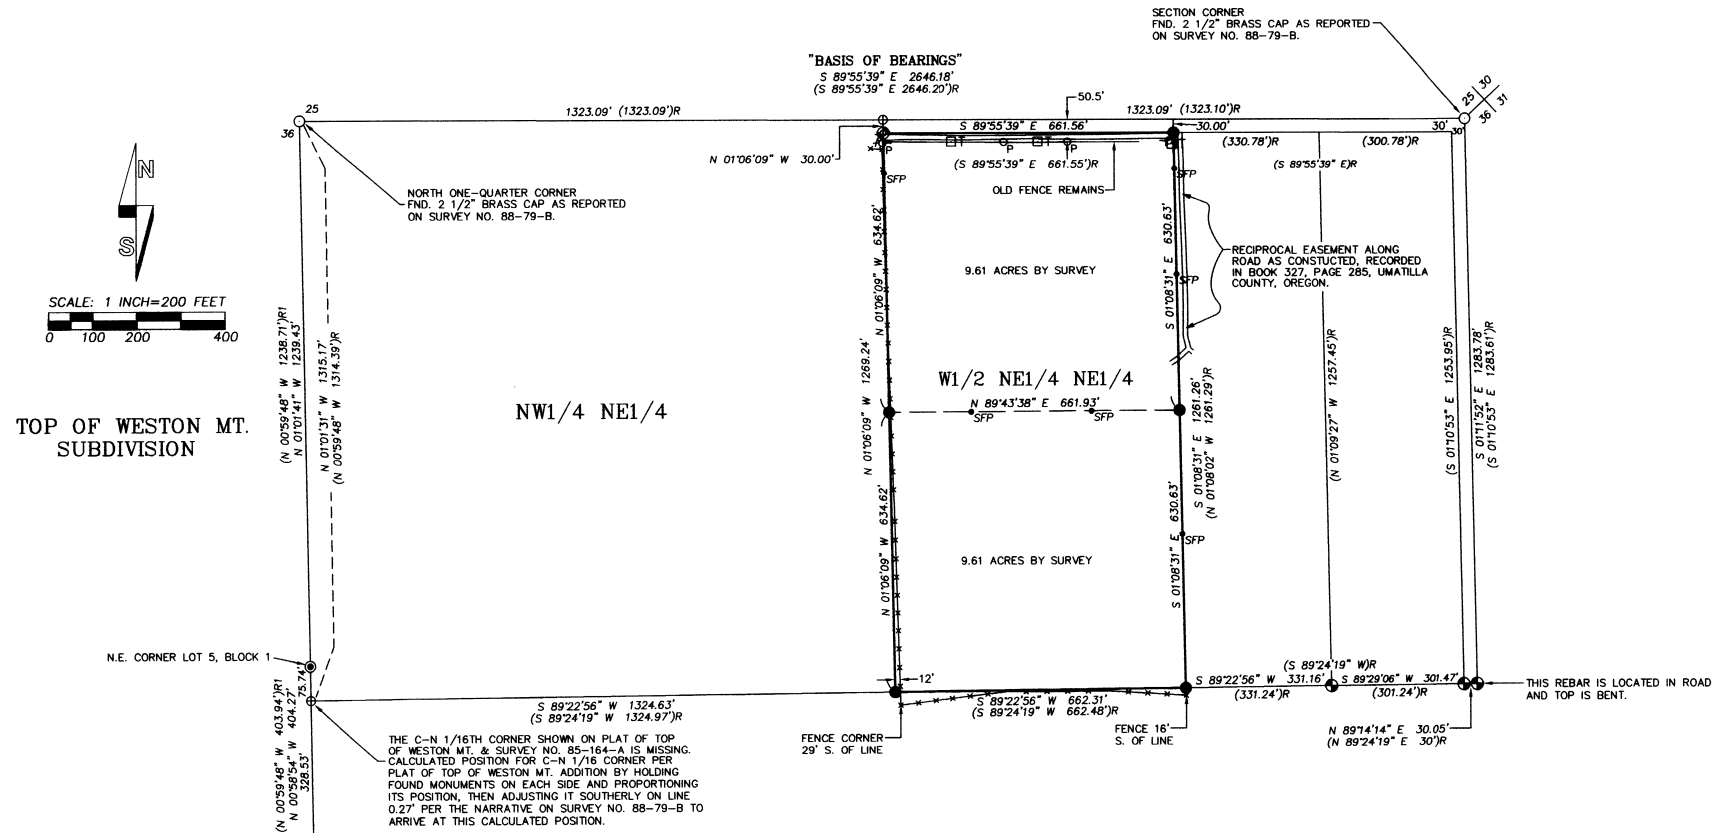 SECTION CORNER
FND. 2 1/2" BRASS CAP AS REPORTED
ON SURVEY NO. 88-79-B.
"BASIS OF BEARINGS"
S 89°55'39" E 2646.18'
(S 89°55'39" E 2646.20')R
25 30
36 31
25
36
1323.09' (1323.09')R
50.5'
1323.09' (1323.10')R
S 89°55'39" E 661.56'
30.00'
30'
30'
N 01°06'09" W 30.00'
T
T
P
P
P
(S 89°55'39" E 661.55')R
(330.78')R
(300.78')R
(S 89°55'39" E)R
SFP
SFP
OLD FENCE REMAINS
N
S
NORTH ONE-QUARTER CORNER
FND. 2 1/2" BRASS CAP AS REPORTED
ON SURVEY NO. 88-79-B.
SCALE: 1 INCH=200 FEET
0 100 200 400
TOP OF WESTON MT.
SUBDIVISION
(N 00°59'48" W 1238.71')R1
N 01°01'41" W 1239.43'
N 01°01'31" W 1315.17'
(N 00°59'48" W 1314.39')R
NW1/4 NE1/4
N 01°06'09" W 1269.24'
N 01°06'09" W 634.62'
9.61 ACRES BY SURVEY
S 01°08'31" E 630.63'
SFP
RECIPROCAL EASEMENT ALONG
ROAD AS CONSTUCTED, RECORDED
IN BOOK 327, PAGE 285, UMATILLA
COUNTY, OREGON.
W1/2 NE1/4 NE1/4
N 89°43'38" E 661.93'
SFP
SFP
S 01°08'31" E 1261.26'
(N 01°08'02" W 1261.29')R
(N 01°09'27" W 1257.45')R
(S 01°10'53" E 1253.95')R
S 01°11'52" E 1283.78'
(S 01°10'53" E 1283.61')R
N 01°06'09" W 634.62'
9.61 ACRES BY SURVEY
S 01°08'31" E 630.63'
SFP
N.E. CORNER LOT 5, BLOCK 1
75.74'
(N 00°59'48" W 403.94')R1
N 00°58'54" W 404.27'
328.53'
S 89°22'56" W 1324.63'
(S 89°24'19" W 1324.97')R
12'
S 89°22'56" W 662.31'
(S 89°24'19" W 662.48')R
(S 89°24'19" W)R
S 89°22'56" W 331.16'
(331.24')R
S 89°29'06" W 301.47'
(301.24')R
THIS REBAR IS LOCATED IN ROAD
AND TOP IS BENT.
N 89°14'14" E 30.05'
(N 89°24'19" E 30')R
FENCE CORNER
29' S. OF LINE
FENCE 16'
S. OF LINE
THE C-N 1/16TH CORNER SHOWN ON PLAT OF TOP
OF WESTON MT. & SURVEY NO. 85-164-A IS MISSING.
CALCULATED POSITION FOR C-N 1/16 CORNER PER
PLAT OF TOP OF WESTON MT. ADDITION BY HOLDING
FOUND MONUMENTS ON EACH SIDE AND PROPORTIONING
ITS POSITION, THEN ADJUSTING IT SOUTHERLY ON LINE
0.27' PER THE NARRATIVE ON SURVEY NO. 88-79-B TO
ARRIVE AT THIS CALCULATED POSITION.